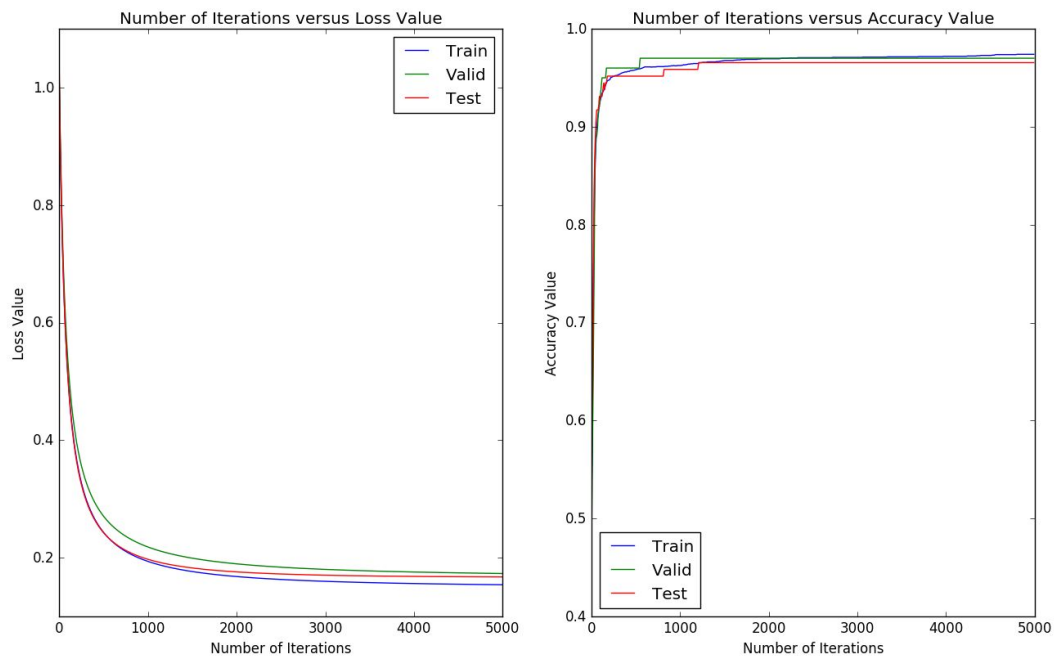 Number of Iterations versus Loss Value
1.0
0.8
0.6
0.4
0.2
Loss Value
0
1000
2000
3000
4000
5000
Number of Iterations
Train
Valid
Test
Number of Iterations versus Accuracy Value
1.0
0.9
0.8
0.7
0.6
0.5
0.4
Accuracy Value
0
1000
2000
3000
4000
5000
Number of Iterations
Train
Valid
Test